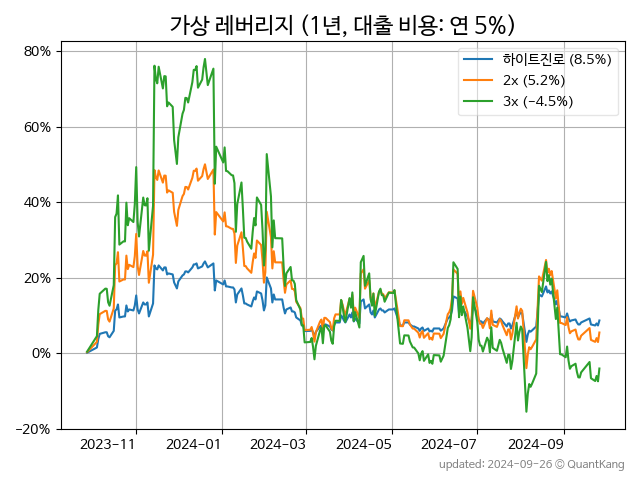 가상 레버리지 (1년, 대출 비용: 연 5%)
80%
60%
40%
20%
0%
−20%
하이트진로 (8.5%)
2x (5.2%)
3x (−4.5%)
2023-11
2024-01
2024-03
2024-05
2024-07
2024-09
updated: 2024-09-26 © QuantKang